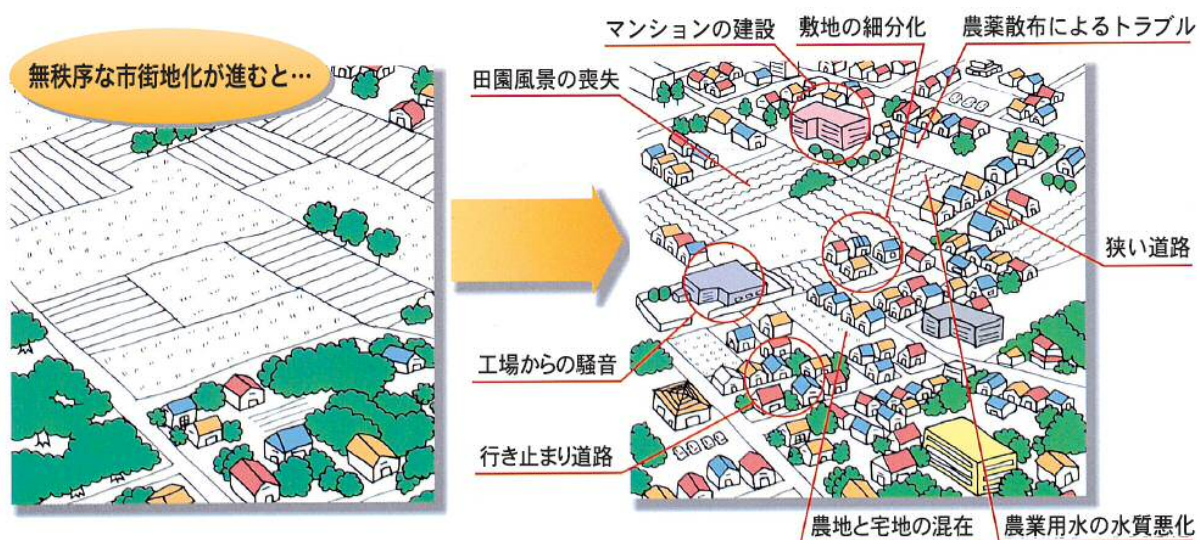 無秩序な市街地化が進むと…
マンションの建設
敷地の細分化
農薬散布によるトラブル
田園風景の喪失
狭い道路
工場からの騒音
行き止まり道路
農地と宅地の混在
農業用水の水質悪化